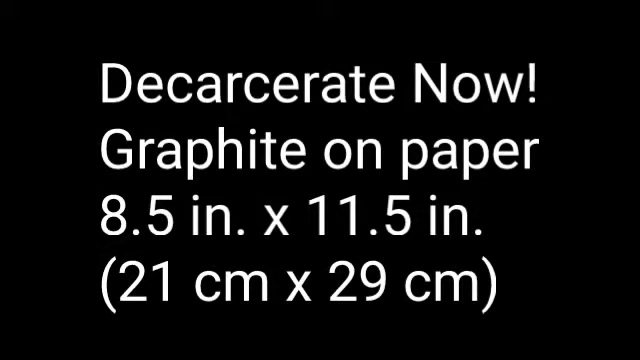 Decarcerate Now!
Graphite on paper
8.5 in. x 11.5 in.
(21 cm x 29 cm)